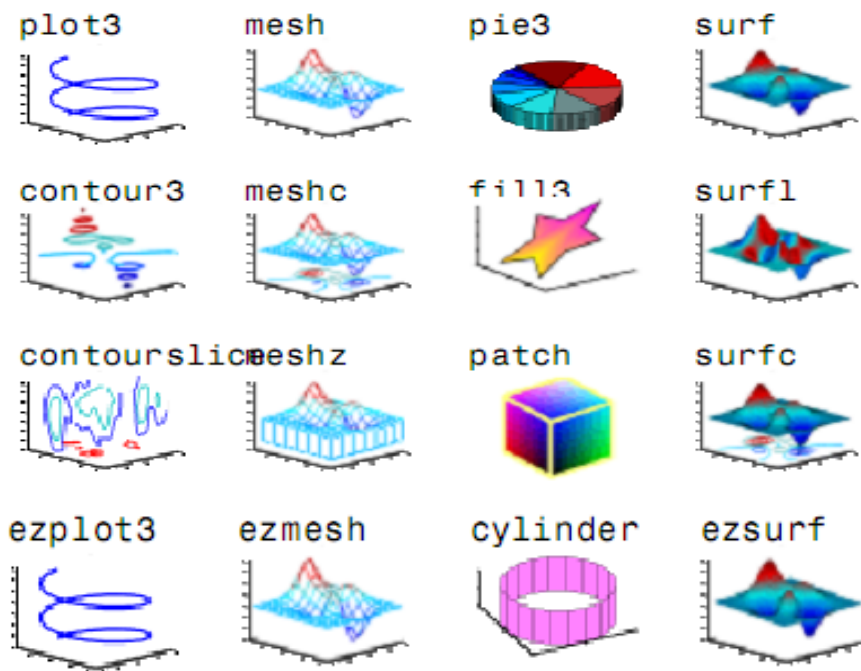 plot3 mesh pie3 surf
contour3 meshc fill3 surfl
contourslice meshz patch surfc
ezplot3 ezmesh cylinder ezsurf